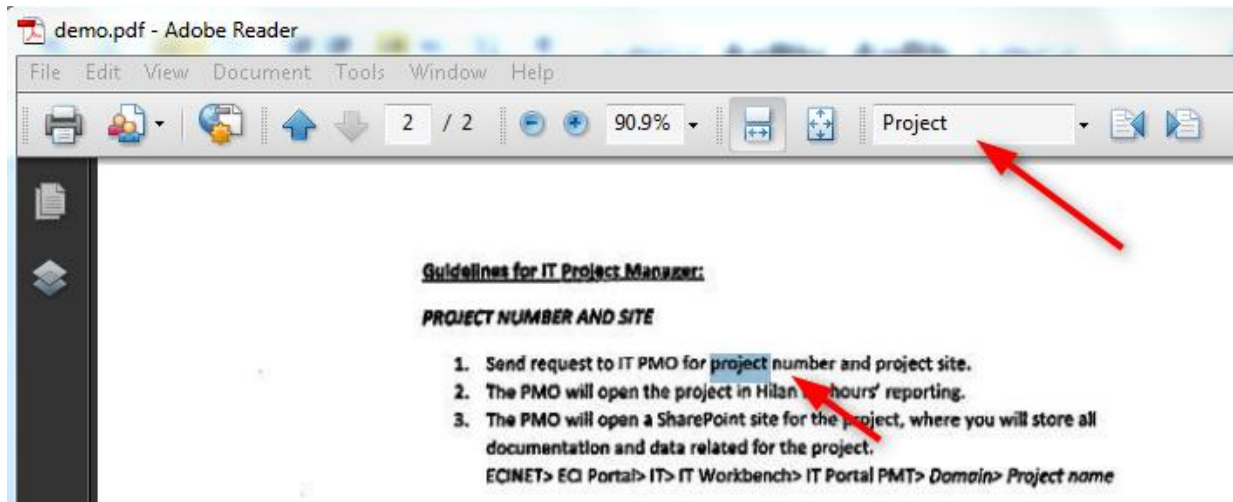 demo.pdf - Adobe Reader
File Edit View Document Tools Window Help
2 / 2 90.9% Project
Guidelines for IT Project Manager:
PROJECT NUMBER AND SITE
1. Send request to IT PMO for project number and project site.
2. The PMO will open the project in Hilan hours' reporting.
3. The PMO will open a SharePoint site for the project, where you will store all
documentation and data related for the project.
ECINET> ECI Portal> IT> IT Workbench> IT Portal PMT> Domain> Project name